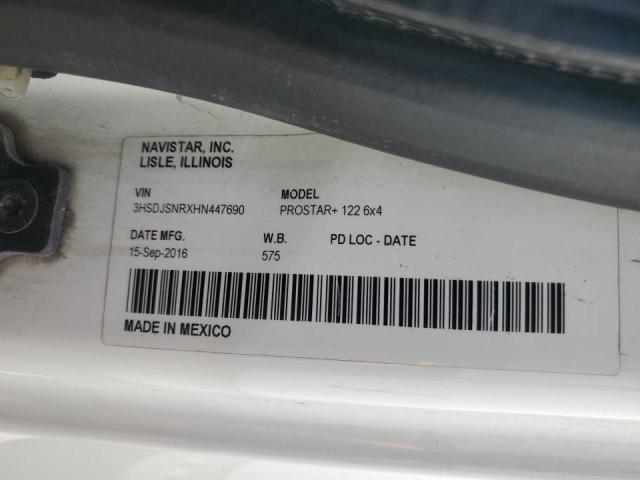 NAVISTAR, INC.
LISLE, ILLINOIS
VIN MODEL
3HSDJSNRXHN447690 PROSTAR+ 122 6x4
DATE MFG. W.B. PD LOC - DATE
15-Sep-2016 575
MADE IN MEXICO